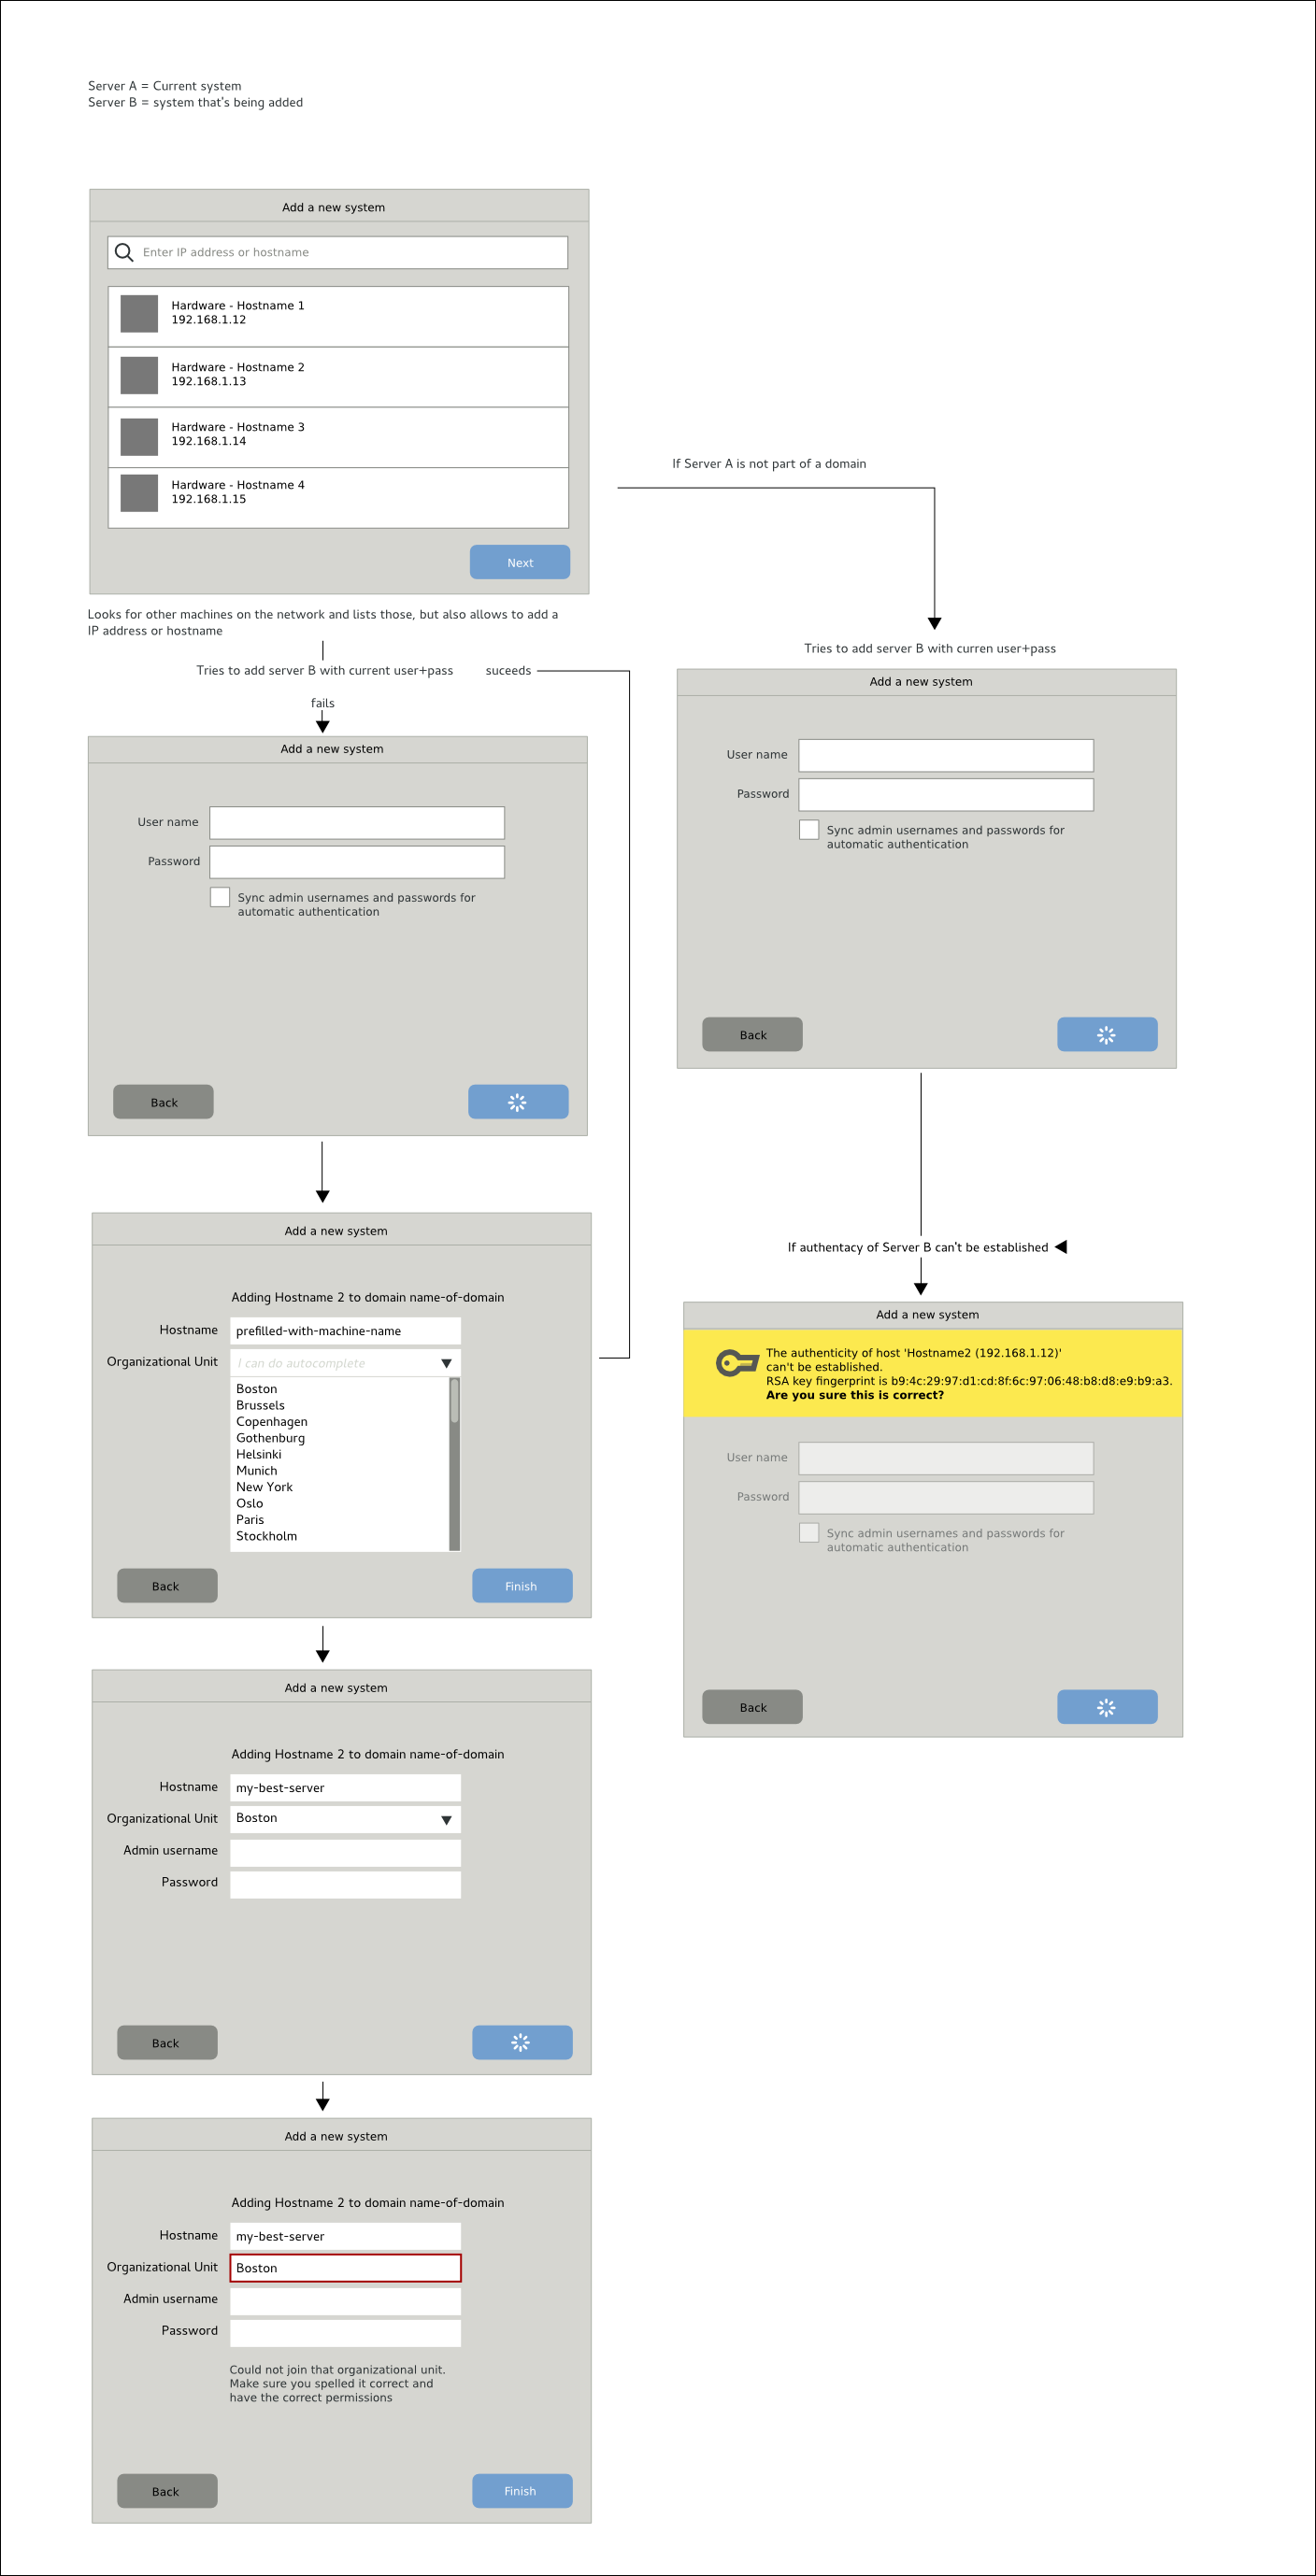 Server A = Current system
Server B = system that's being added
Add a new system
Enter IP address or hostname
Hardware - Hostname 1
192.168.1.12
Hardware - Hostname 2
192.168.1.13
Hardware - Hostname 3
192.168.1.14
Hardware - Hostname 4
192.168.1.15
Next
Looks for other machines on the network and lists those, but also allows to add a
IP address or hostname
Tries to add server B with current user+pass
suceeds
fails
Add a new system
User name
Password
Sync admin usernames and passwords for
automatic authentication
Back
Add a new system
Adding Hostname 2 to domain name-of-domain
Hostname
prefilled-with-machine-name
Organizational Unit
I can do autocomplete
Boston
Brussels
Copenhagen
Gothenburg
Helsinki
Munich
New York
Oslo
Paris
Stockholm
Back
Finish
Add a new system
Adding Hostname 2 to domain name-of-domain
Hostname
my-best-server
Organizational Unit
Boston
Admin username
Password
Back
Add a new system
Adding Hostname 2 to domain name-of-domain
Hostname
my-best-server
Organizational Unit
Boston
Admin username
Password
Could not join that organizational unit.
Make sure you spelled it correct and
have the correct permissions
Back
Finish
If Server A is not part of a domain
Tries to add server B with curren user+pass
Add a new system
User name
Password
Sync admin usernames and passwords for
automatic authentication
Back
If authentacy of Server B can't be established
Add a new system
The authenticity of host 'Hostname2 (192.168.1.12)'
can't be established.
RSA key fingerprint is b9:4c:29:97:d1:cd:8f:6c:97:06:48:b8:d8:e9:b9:a3.
Are you sure this is correct?
User name
Password
Sync admin usernames and passwords for
automatic authentication
Back